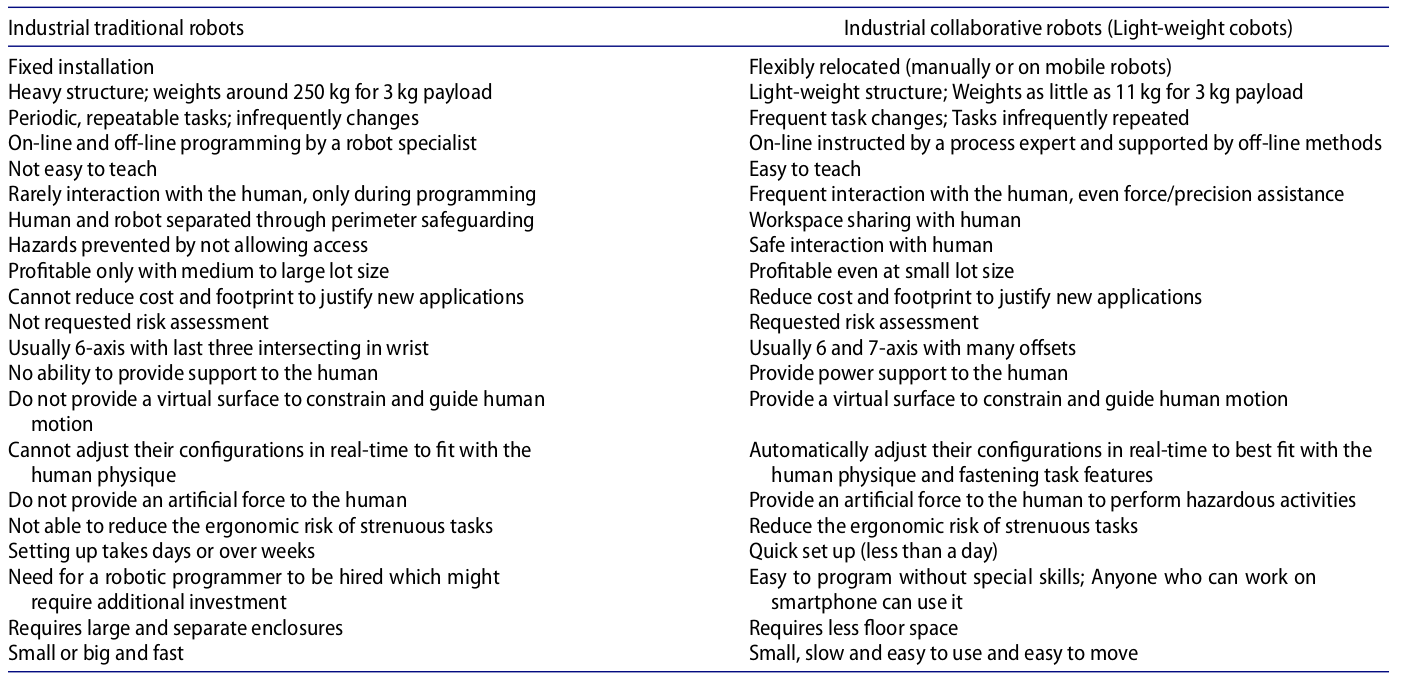 Industrial traditional robots Industrial collaborative robots (Light-weight cobots)
Fixed installation Flexibly relocated (manually or on mobile robots)
Heavy structure; weights around 250 kg for 3 kg payload Light-weight structure; Weights as little as 11 kg for 3 kg payload
Periodic, repeatable tasks; infrequently changes Frequent task changes; Tasks infrequently repeated
On-line and off-line programming by a robot specialist On-line instructed by a process expert and supported by off-line methods
Not easy to teach Easy to teach
Rarely interaction with the human, only during programming Frequent interaction with the human, even force/precision assistance
Human and robot separated through perimeter safeguarding Workspace sharing with human
Hazards prevented by not allowing access Safe interaction with human
Profitable only with medium to large lot size Profitable even at small lot size
Cannot reduce cost and footprint to justify new applications Reduce cost and footprint to justify new applications
Not requested risk assessment Requested risk assessment
Usually 6-axis with last three intersecting in wrist Usually 6 and 7-axis with many offsets
No ability to provide support to the human Provide power support to the human
Do not provide a virtual surface to constrain and guide human Provide a virtual surface to constrain and guide human motion
motion
Cannot adjust their configurations in real-time to fit with the Automatically adjust their configurations in real-time to best fit with the
human physique human physique and fastening task features
Do not provide an artificial force to the human Provide an artificial force to the human to perform hazardous activities
Not able to reduce the ergonomic risk of strenuous tasks Reduce the ergonomic risk of strenuous tasks
Setting up takes days or over weeks Quick set up (less than a day)
Need for a robotic programmer to be hired which might Easy to program without special skills; Anyone who can work on
require additional investment smartphone can use it
Requires large and separate enclosures Requires less floor space
Small or big and fast Small, slow and easy to use and easy to move